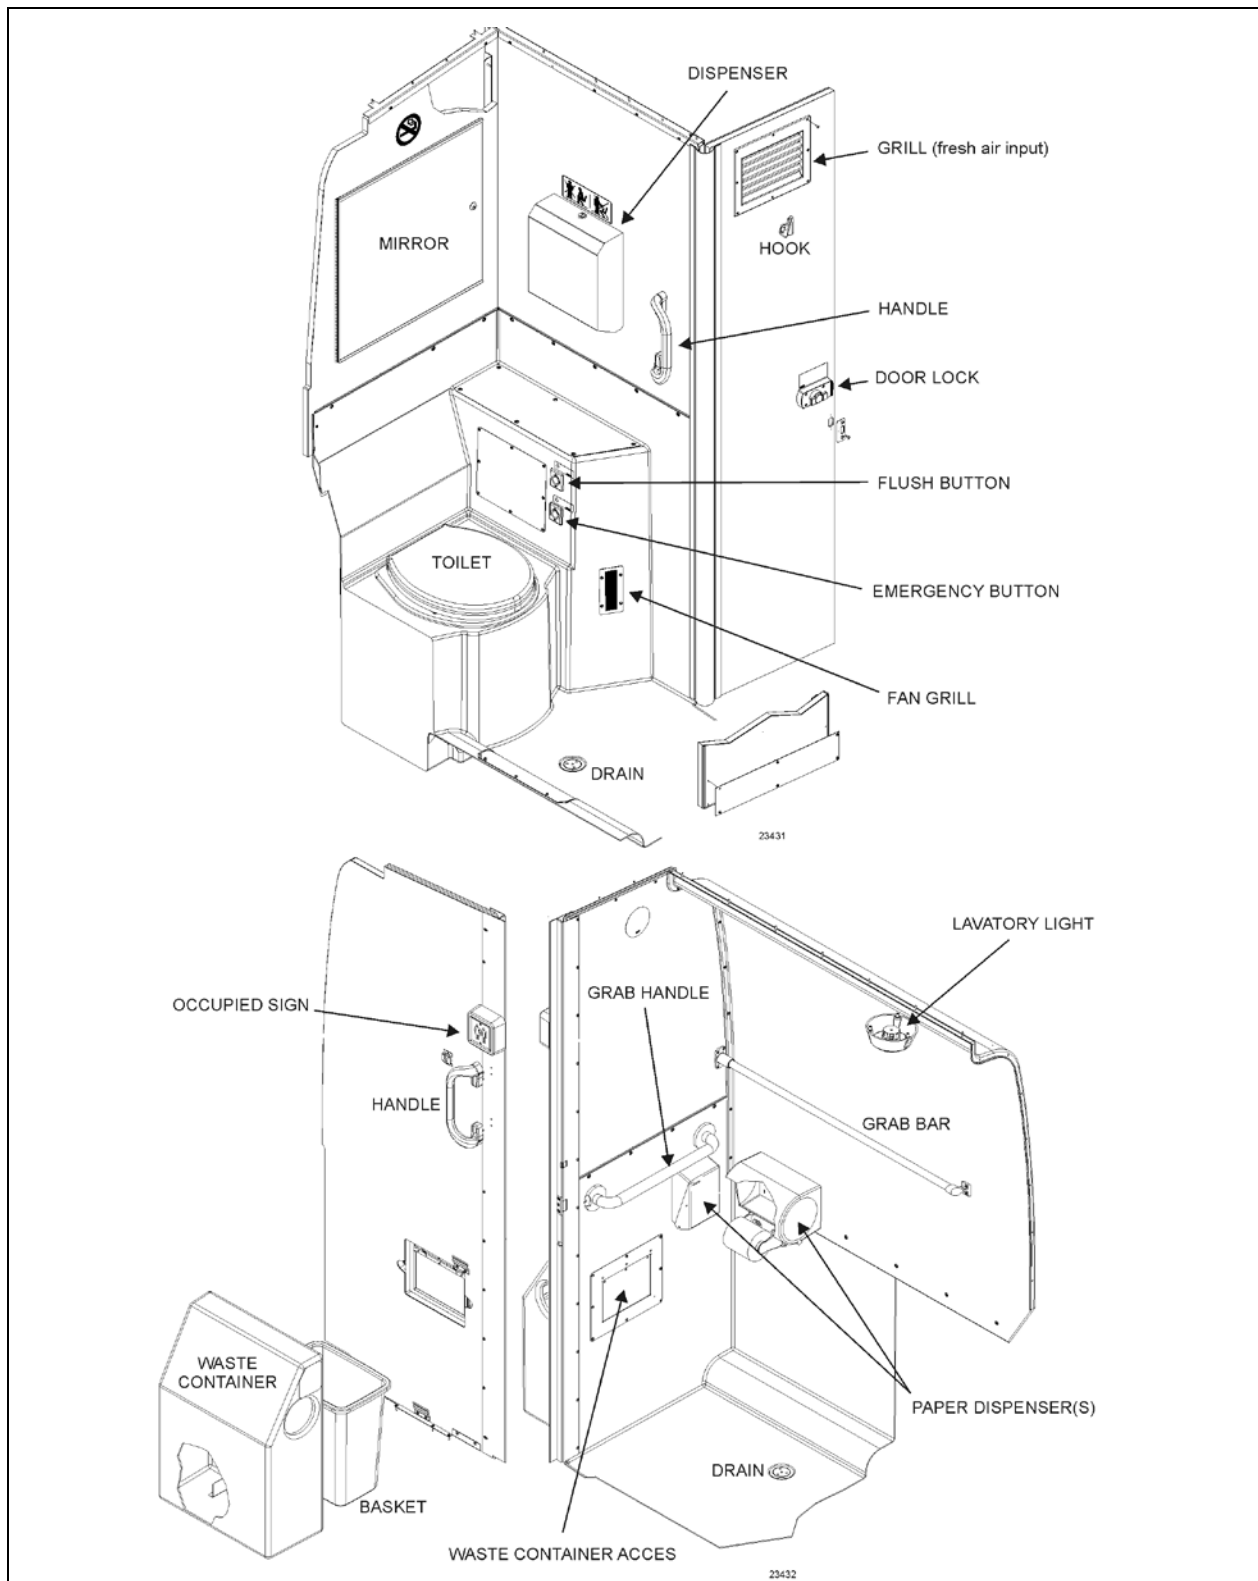 DISPENSER
GRILL (fresh air input)
MIRROR
HOOK
HANDLE
DOOR LOCK
FLUSH BUTTON
TOILET
EMERGENCY BUTTON
FAN GRILL
DRAIN
23431
LAVATORY LIGHT
GRAB HANDLE
OCCUPIED SIGN
HANDLE
GRAB BAR
WASTE
CONTAINER
PAPER DISPENSER(S)
DRAIN
BASKET
WASTE CONTAINER ACCES
23432